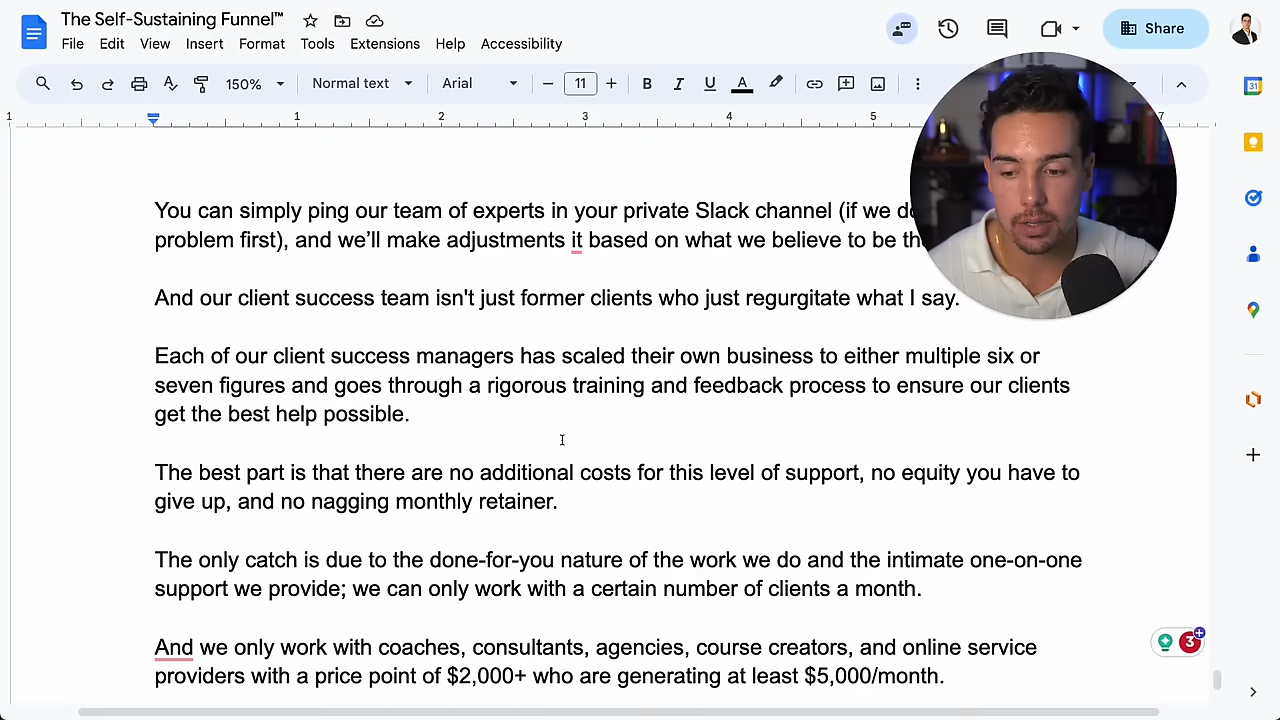 The Self-Sustaining Funnel™
File Edit View Insert Format Tools Extensions Help Accessibility
Share
150% Normal text Arial 11 B I U A
31
1 1 2 3 4 5 7
You can simply ping our team of experts in your private Slack channel (if we
problem first), and we'll make adjustments it based on what we believe to be
And our client success team isn't just former clients who just regurgitate what I say.
Each of our client success managers has scaled their own business to either multiple six or
seven figures and goes through a rigorous training and feedback process to ensure our clients
get the best help possible.
The best part is that there are no additional costs for this level of support, no equity you have to
give up, and no nagging monthly retainer.
The only catch is due to the done-for-you nature of the work we do and the intimate one-on-one
support we provide; we can only work with a certain number of clients a month.
And we only work with coaches, consultants, agencies, course creators, and online service
providers with a price point of $2,000+ who are generating at least $5,000/month.
3